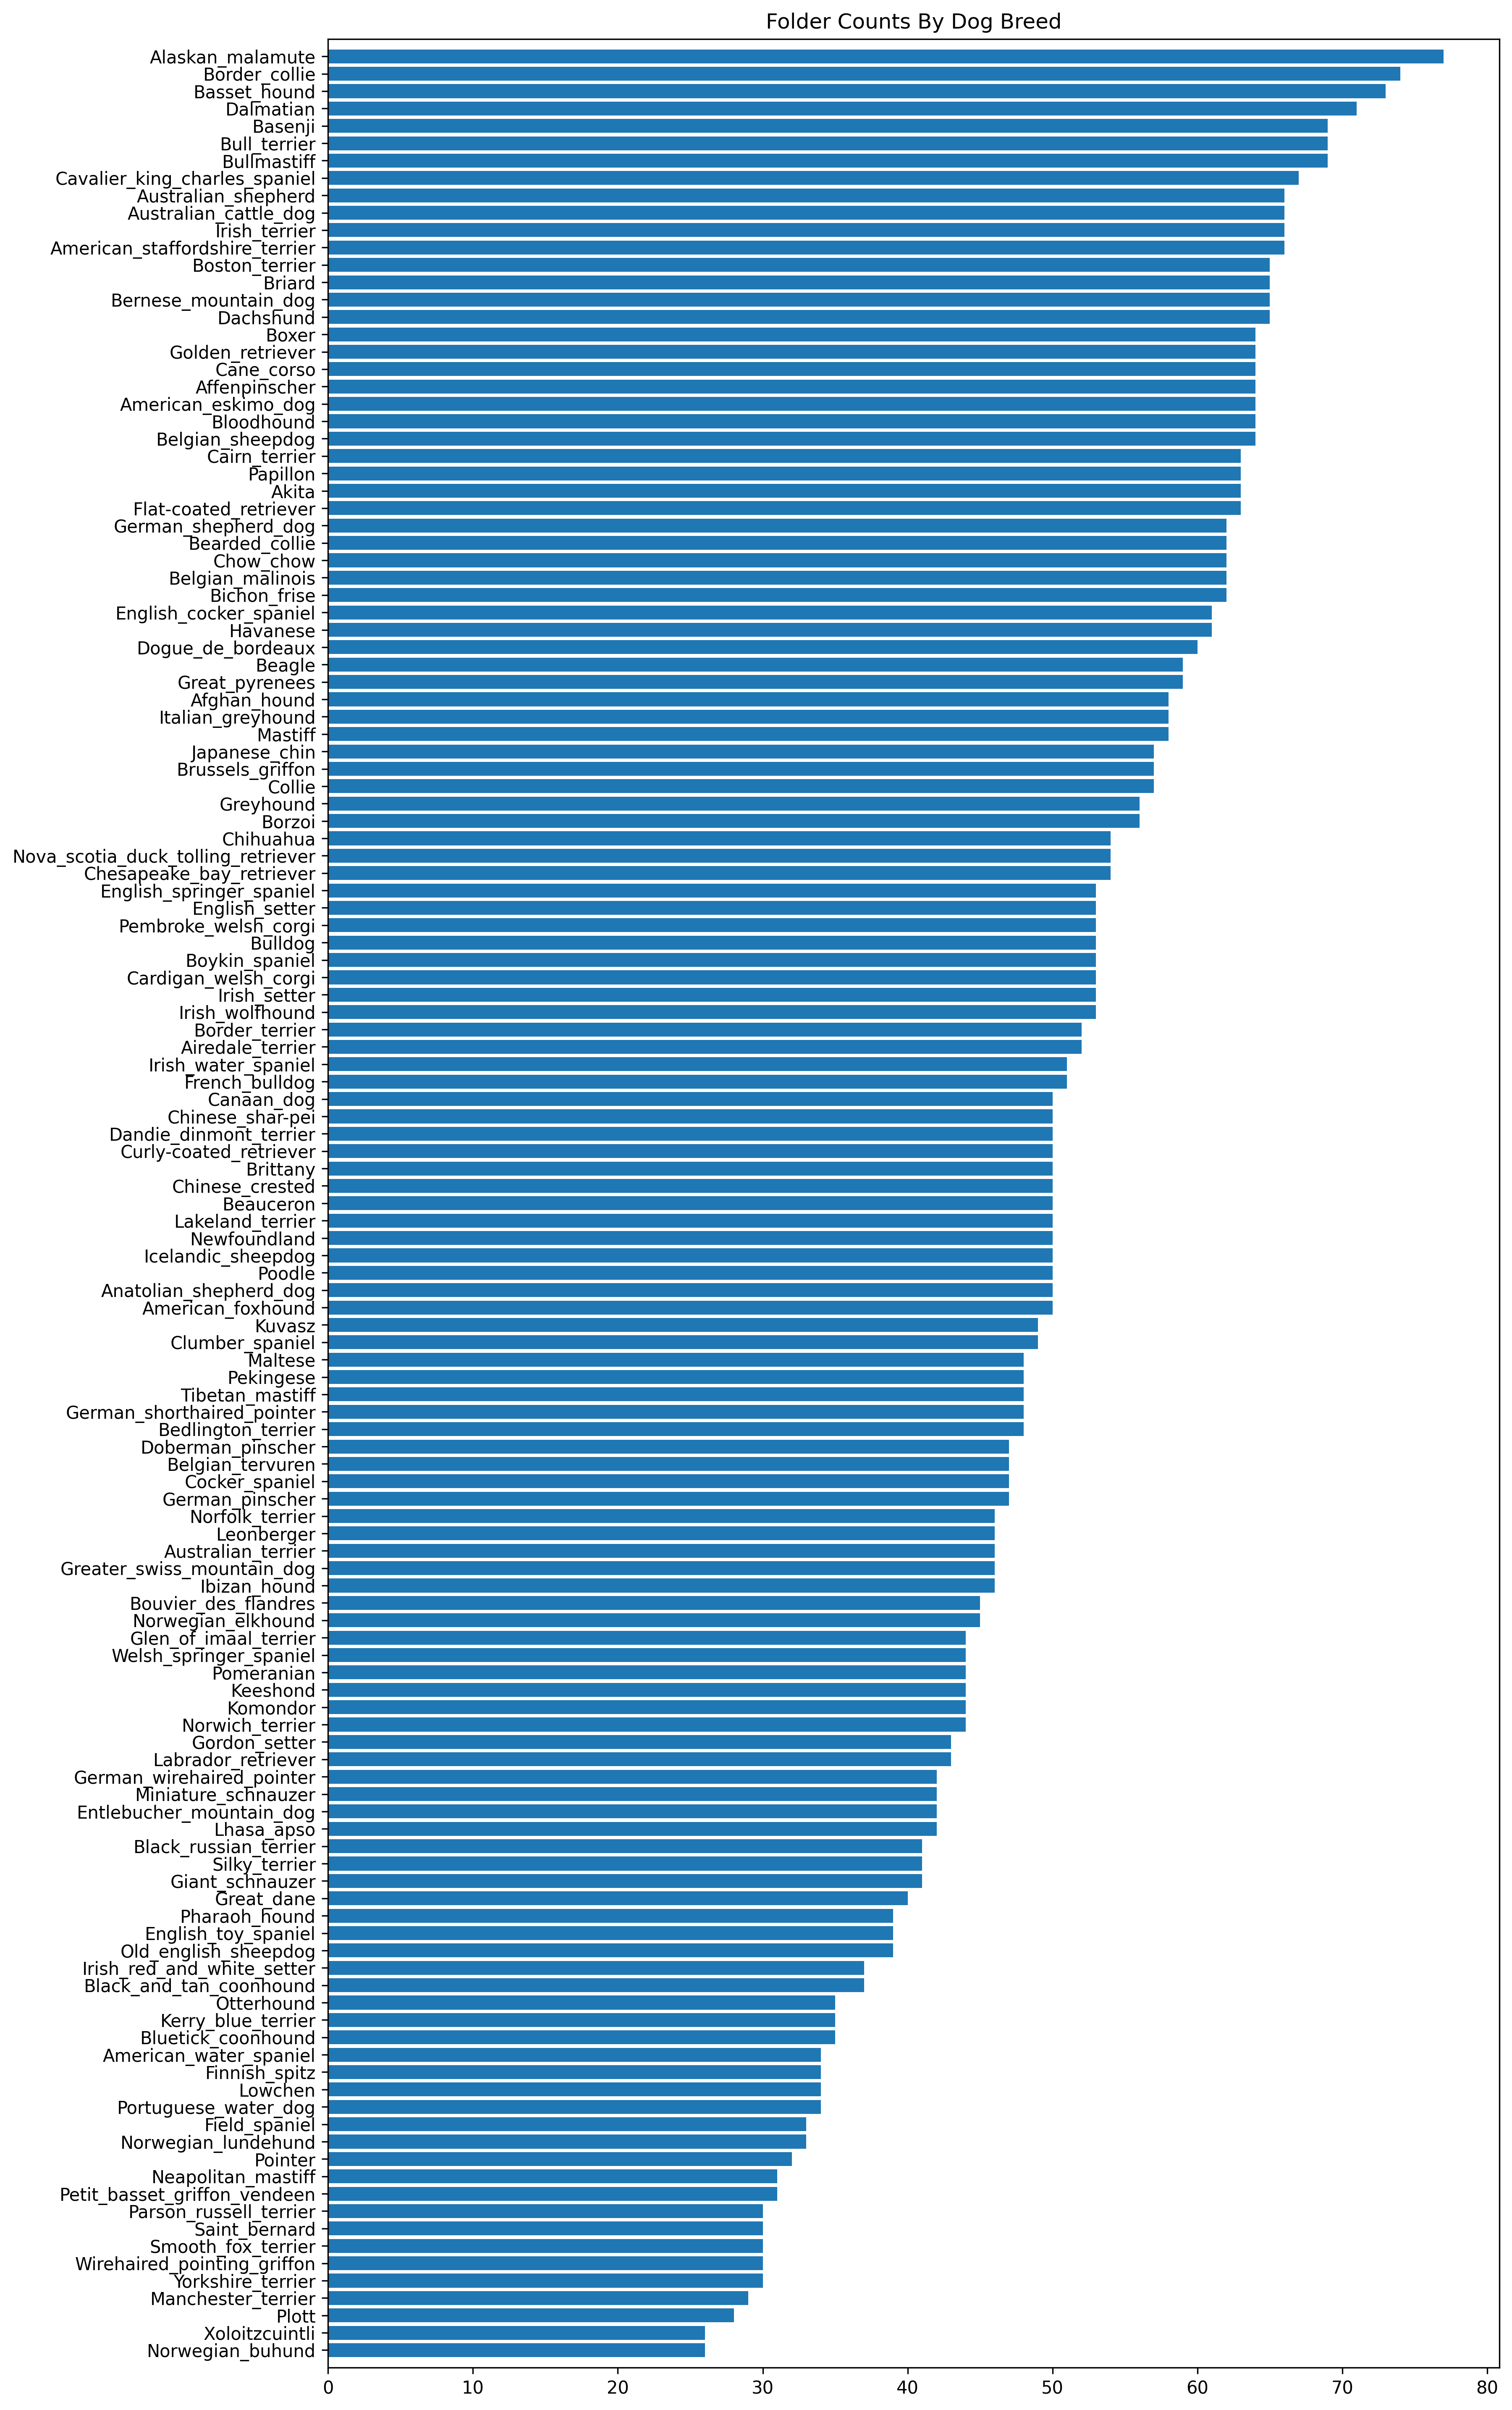 Folder Counts By Dog Breed
Alaskan_malamute
Border_collie
Basset_hound
Dalmatian
Basenji
Bull_terrier
Bullmastiff
Cavalier_king_charles_spaniel
Australian_shepherd
Australian_cattle_dog
Irish_terrier
American_staffordshire_terrier
Boston_terrier
Briard
Bernese_mountain_dog
Dachshund
Boxer
Golden_retriever
Cane_corso
Affenpinscher
American_eskimo_dog
Bloodhound
Belgian_sheepdog
Cairn_terrier
Papillon
Akita
Flat-coated_retriever
German_shepherd_dog
Bearded_collie
Chow_chow
Belgian_malinois
Bichon_frise
English_cocker_spaniel
Havanese
Dogue_de_bordeaux
Beagle
Great_pyrenees
Afghan_hound
Italian_greyhound
Mastiff
Japanese_chin
Brussels_griffon
Collie
Greyhound
Borzoi
Chihuahua
Nova_scotia_duck_tolling_retriever
Chesapeake_bay_retriever
English_springer_spaniel
English_setter
Pembroke_welsh_corgi
Bulldog
Boykin_spaniel
Cardigan_welsh_corgi
Irish_setter
Irish_wolfhound
Border_terrier
Airedale_terrier
Irish_water_spaniel
French_bulldog
Canaan_dog
Chinese_shar-pei
Dandie_dinmont_terrier
Curly-coated_retriever
Brittany
Chinese_crested
Beauceron
Lakeland_terrier
Newfoundland
Icelandic_sheepdog
Poodle
Anatolian_shepherd_dog
American_foxhound
Kuvasz
Clumber_spaniel
Maltese
Pekingese
Tibetan_mastiff
German_shorthaired_pointer
Bedlington_terrier
Doberman_pinscher
Belgian_tervuren
Cocker_spaniel
German_pinscher
Norfolk_terrier
Leonberger
Australian_terrier
Greater_swiss_mountain_dog
Ibizan_hound
Bouvier_des_flandres
Norwegian_elkhound
Glen_of_imaal_terrier
Welsh_springer_spaniel
Pomeranian
Keeshond
Komondor
Norwich_terrier
Gordon_setter
Labrador_retriever
German_wirehaired_pointer
Miniature_schnauzer
Entlebucher_mountain_dog
Lhasa_apso
Black_russian_terrier
Silky_terrier
Giant_schnauzer
Great_dane
Pharaoh_hound
English_toy_spaniel
Old_english_sheepdog
Irish_red_and_white_setter
Black_and_tan_coonhound
Otterhound
Kerry_blue_terrier
Bluetick_coonhound
American_water_spaniel
Finnish_spitz
Lowchen
Portuguese_water_dog
Field_spaniel
Norwegian_lundehund
Pointer
Neapolitan_mastiff
Petit_basset_griffon_vendeen
Parson_russell_terrier
Saint_bernard
Smooth_fox_terrier
Wirehaired_pointing_griffon
Yorkshire_terrier
Manchester_terrier
Plott
Xoloitzcuintli
Norwegian_buhund
0 10 20 30 40 50 60 70 80